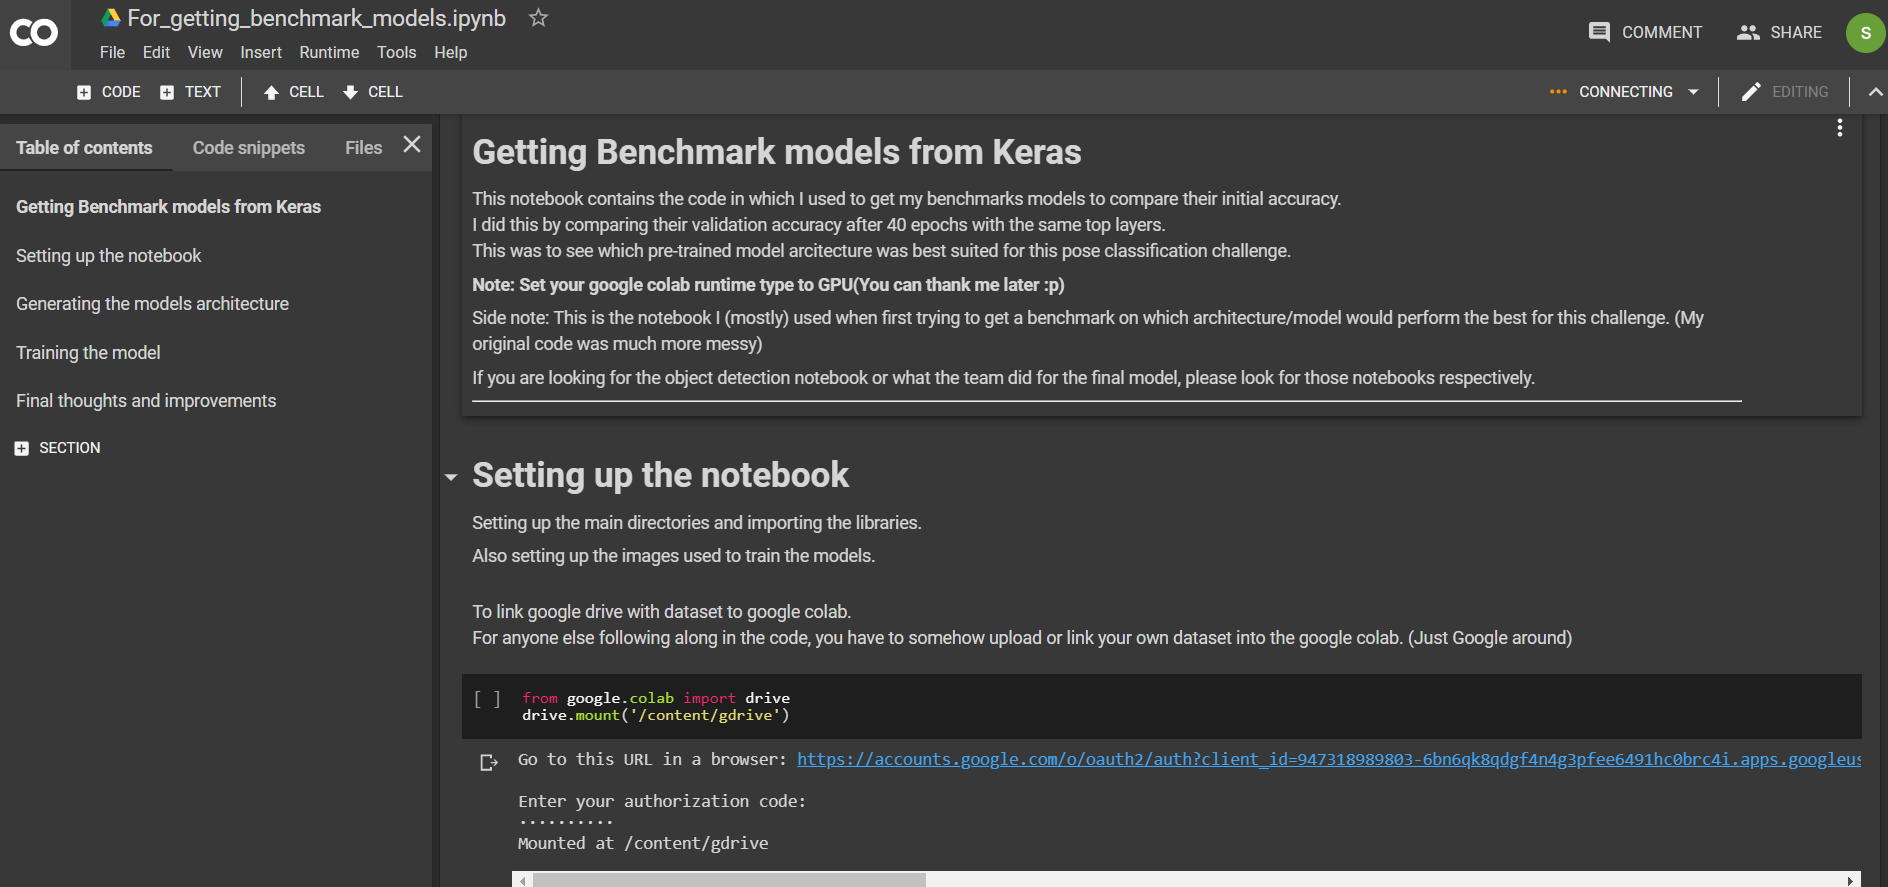 For_getting_benchmark_models.ipynb
File Edit View Insert Runtime Tools Help
COMMENT SHARE S
CODE TEXT CELL CELL
CONNECTING EDITING
Table of contents Code snippets Files
Getting Benchmark models from Keras
Setting up the notebook
Generating the models architecture
Training the model
Final thoughts and improvements
SECTION
Getting Benchmark models from Keras
This notebook contains the code in which I used to get my benchmarks models to compare their initial accuracy.
I did this by comparing their validation accuracy after 40 epochs with the same top layers.
This was to see which pre-trained model arcitecture was best suited for this pose classification challenge.
Note: Set your google colab runtime type to GPU(You can thank me later :p)
Side note: This is the notebook I (mostly) used when first trying to get a benchmark on which architecture/model would perform the best for this challenge. (My
original code was much more messy)
If you are looking for the object detection notebook or what the team did for the final model, please look for those notebooks respectively.
Setting up the notebook
Setting up the main directories and importing the libraries.
Also setting up the images used to train the models.
To link google drive with dataset to google colab.
For anyone else following along in the code, you have to somehow upload or link your own dataset into the google colab. (Just Google around)
[ ] from google.colab import drive
drive.mount('/content/gdrive')
Go to this URL in a browser: https://accounts.google.com/o/oauth2/auth?client_id=947318989803-6bn6qk8qdgf4n4g3pfee6491hc0brc4i.apps.googleus
Enter your authorization code:
··········
Mounted at /content/gdrive